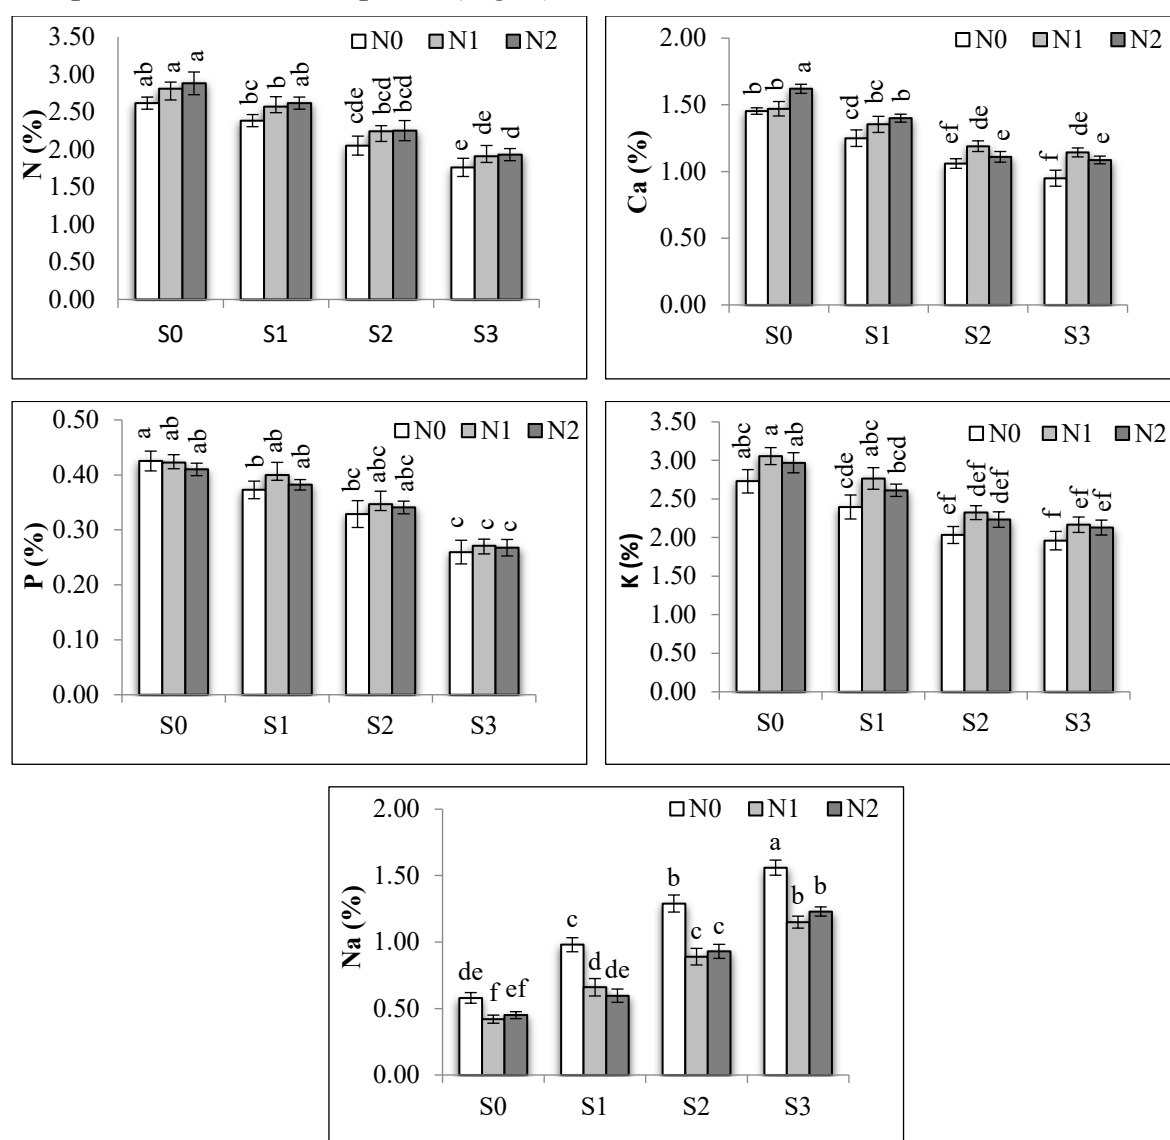 3.50
3.00
2.50
2.00
1.50
1.00
0.50
0.00
N (%)
N0 N1 N2
ab a a
bc b ab
cde bcd bcd
e de d
S0 S1 S2 S3
2.00
1.50
1.00
0.50
0.00
Ca (%)
N0 N1 N2
b b a
cd bc b
ef de e
f de e
S0 S1 S2 S3
0.50
0.40
0.30
0.20
0.10
0.00
P (%)
N0 N1 N2
a ab ab
b ab ab
bc abc abc
c c c
S0 S1 S2 S3
3.50
3.00
2.50
2.00
1.50
1.00
0.50
0.00
K (%)
N0 N1 N2
abc a ab
cde abc bcd
ef def def
f ef ef
S0 S1 S2 S3
2.00
1.50
1.00
0.50
0.00
Na (%)
N0 N1 N2
de f ef
c d de
b c c
a b b
S0 S1 S2 S3